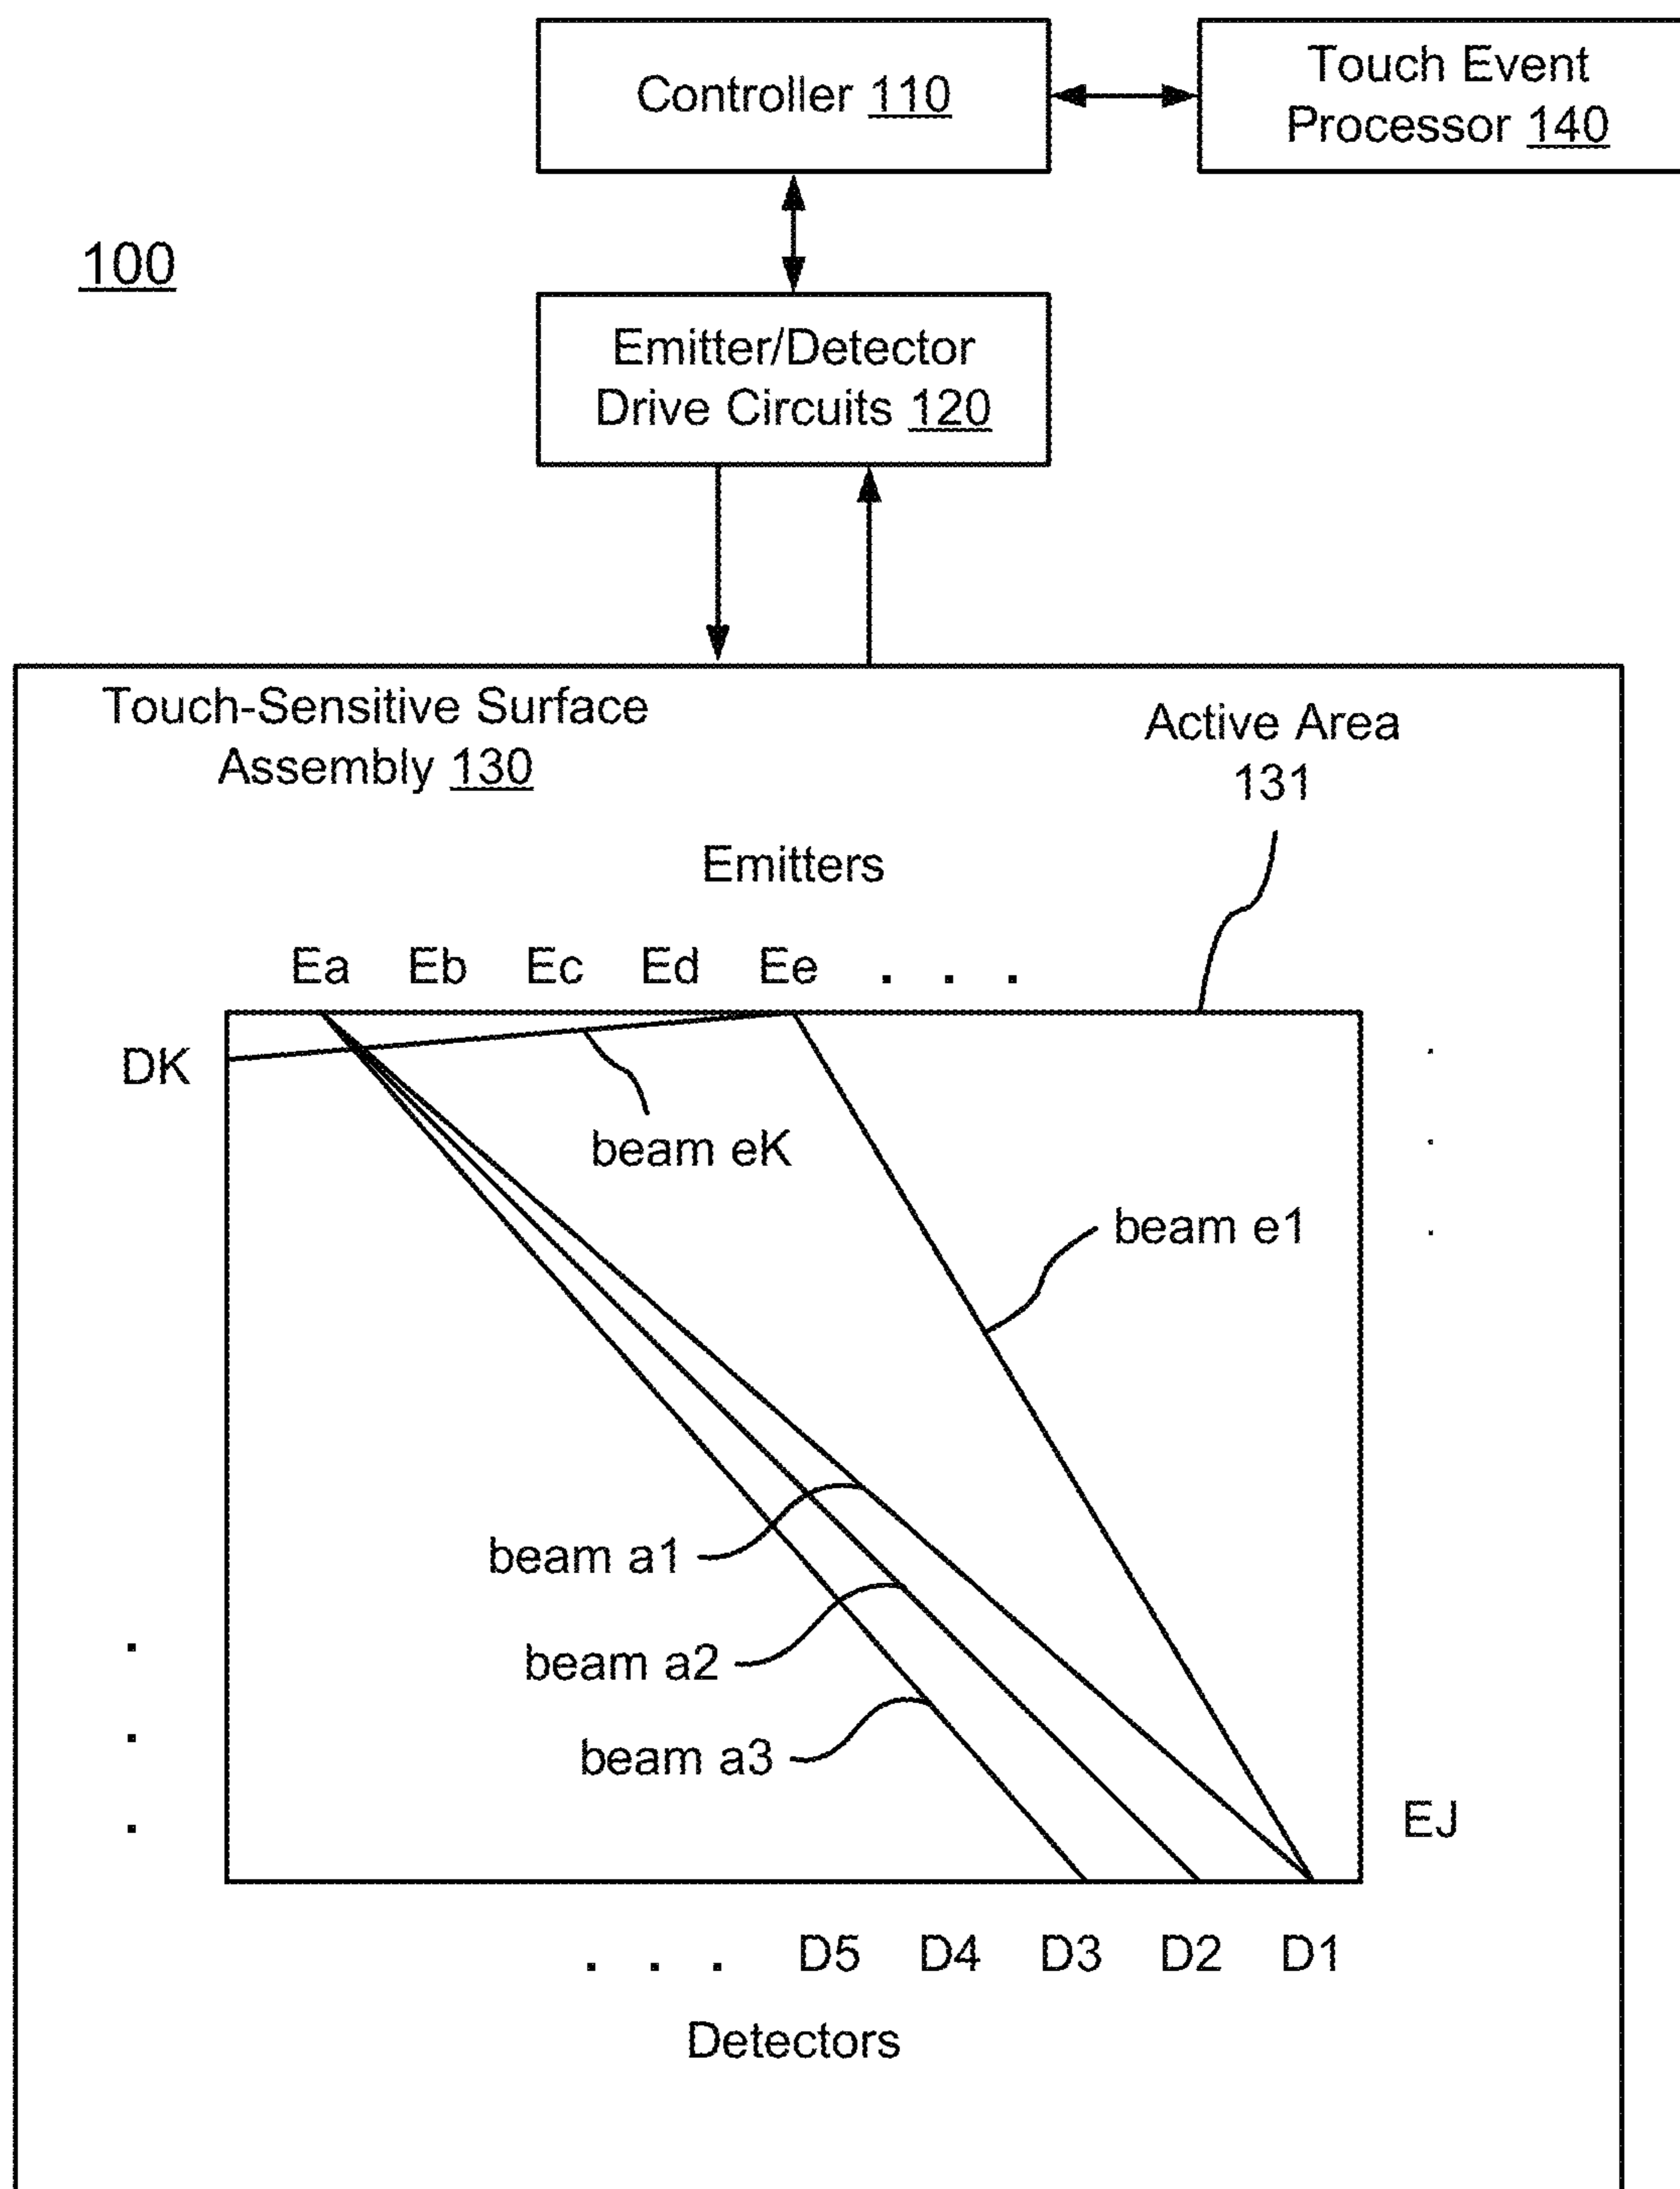 Controller 110
Touch Event
Processor 140
100
Emitter/Detector
Drive Circuits 120
Touch-Sensitive Surface
Assembly 130
Active Area
131
Emitters
Ea Eb Ec Ed Ee . . .
DK
beam eK
beam e1
beam a1
beam a2
beam a3
EJ
. . . D5 D4 D3 D2 D1
Detectors